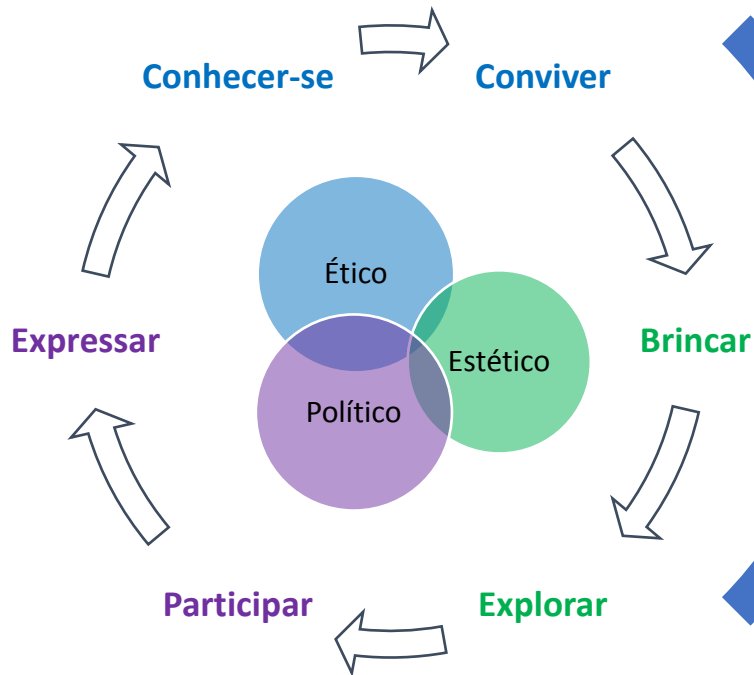 Conhecer-se
Conviver
Ético
Expressar
Estético
Brincar
Político
Participar
Explorar